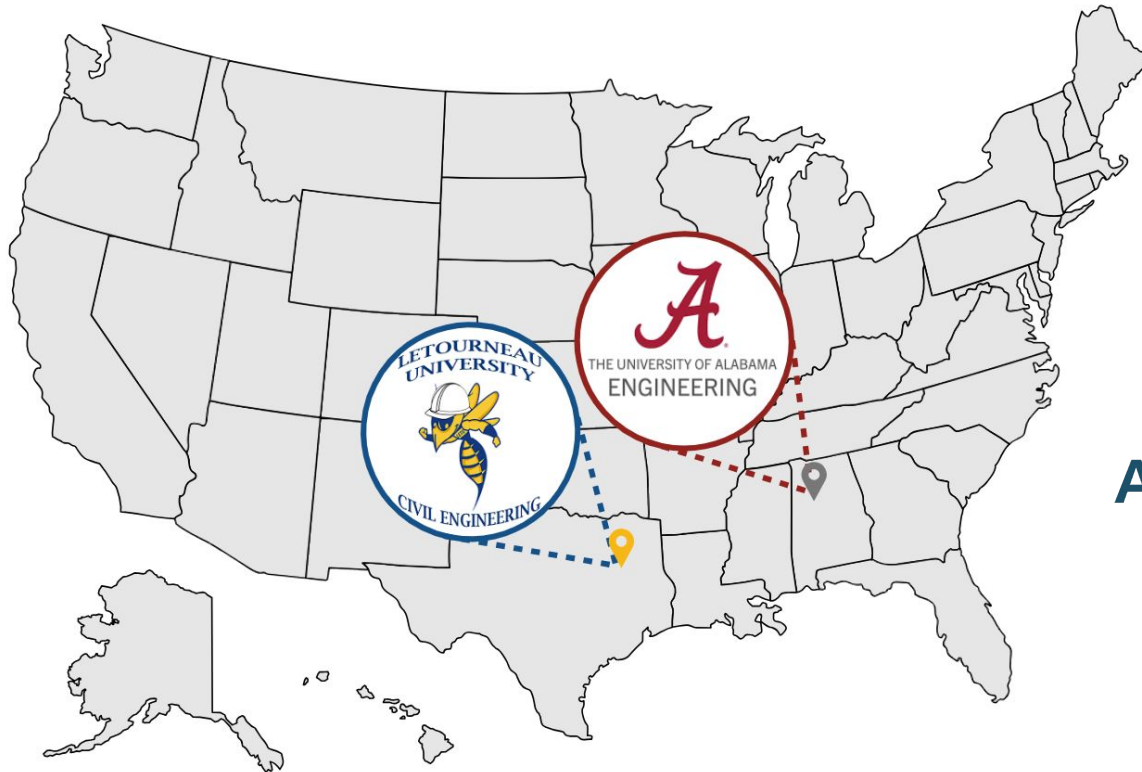 LETOURNEAU
UNIVERSITY
CIVIL ENGINEERING
A
THE UNIVERSITY OF ALABAMA
ENGINEERING
A